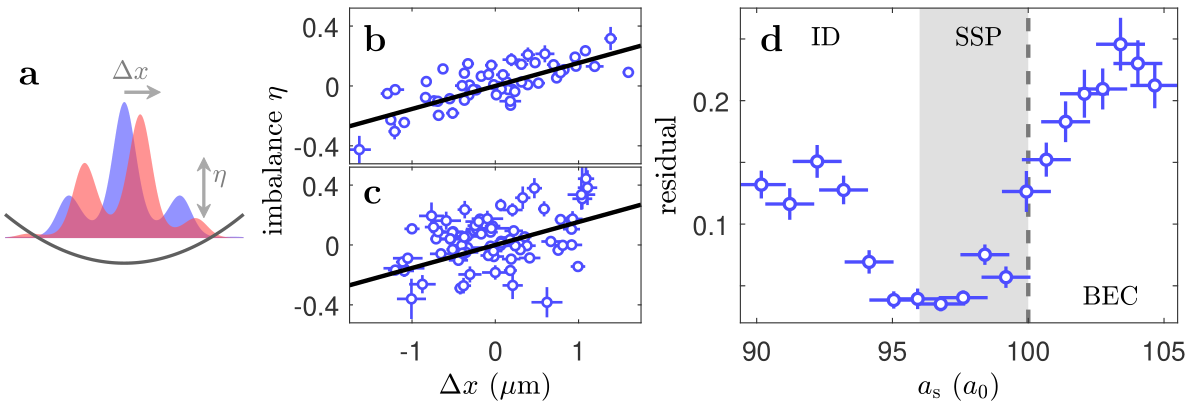 a
Δx
η
b
c
imbalance η
0.4
0
-0.4
0.4
0
-0.4
-1 0 1
Δx (μm)
d
ID
SSP
BEC
residual
0.2
0.1
90 95 100 105
a_s (a_0)